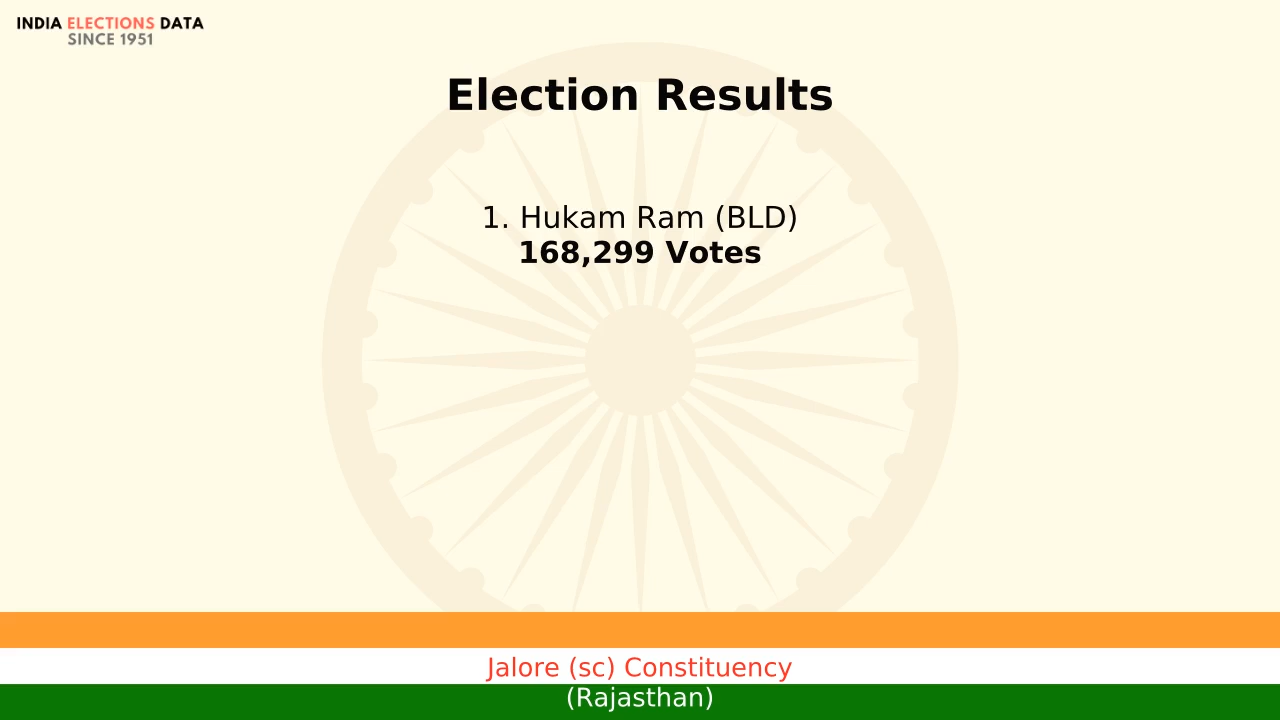 INDIA ELECTIONS DATA
SINCE 1951
Election Results
1. Hukam Ram (BLD)
168,299 Votes
Jalore (sc) Constituency
(Rajasthan)